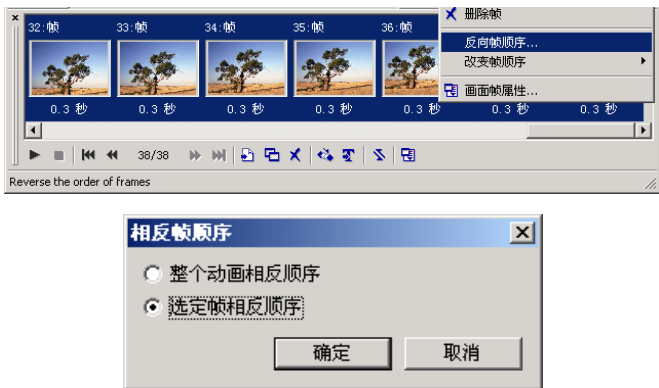 删除帧
32:帧 33:帧 34:帧 35:帧 36:帧
反向帧顺序...
改变帧顺序
画面帧属性...
0.3 秒 0.3 秒 0.3 秒 0.3 秒 0.3 秒 0.3 秒 0.3 秒
38/38
Reverse the order of frames
相反帧顺序
整个动画相反顺序
选定帧相反顺序
确定 取消